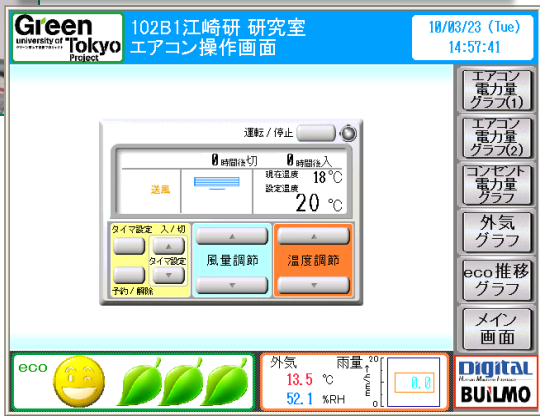 Green
university of Tokyo
Project
102B1江崎研 研究室
エアコン操作画面
10/03/23 (Tue)
14:57:41
エアコン
電力量
グラフ(1)
エアコン
電力量
グラフ(2)
コンセント
電力量
グラフ
外気
グラフ
eco推移
グラフ
メイン
画面
運転/停止
0時間後切 0時間後入
送風
現在温度 18℃
設定温度
20 ℃
タイマ設定 入/切
タイマ設定
予約/解除
風量調節
温度調節
eco
外気
13.5 ℃
52.1 %RH
雨量
20
↑
mm/h
0
0.0
Digital
Human Machine Interface
BUILMO